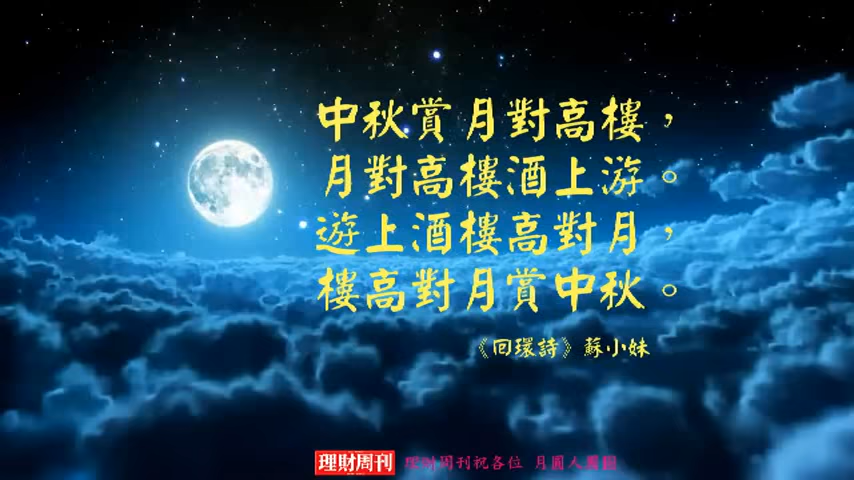 中秋賞月對高樓，
月對高樓酒上游。
遊上酒樓高對月，
樓高對月賞中秋。
《回環詩》蘇小妹
理財周刊 理財周刊祝各位 月圓人團圓